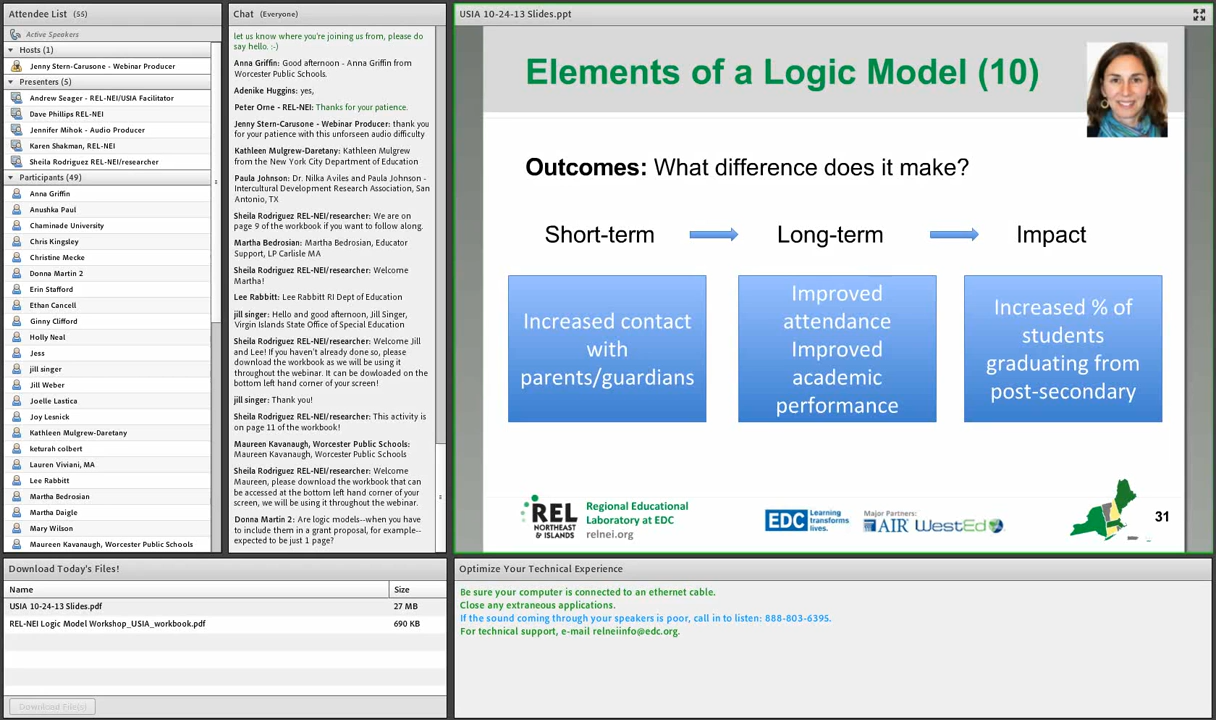 Attendee List (55)
Active Speakers
Hosts (1)
Jenny Stern-Carusone - Webinar Producer
Presenters (5)
Andrew Seager - REL-NEI/USIA Facilitator
Dave Phillips REL-NEI
Jennifer Mihok - Audio Producer
Karen Shakman, REL-NEI
Sheila Rodriguez REL-NEI/researcher
Participants (49)
Anna Griffin
Anushka Paul
Chaminade University
Chris Kingsley
Christine Mecke
Donna Martin 2
Erin Stafford
Ethan Cancell
Ginny Clifford
Holly Neal
Jess
jill singer
Jill Weber
Joelle Lastica
Joy Lesnick
Kathleen Mulgrew-Daretany
keturah colbert
Lauren Viviani, MA
Lee Rabbitt
Martha Bedrosian
Martha Daigle
Mary Wilson
Maureen Kavanaugh, Worcester Public Schools
Chat (Everyone)
let us know where you're joining us from, please do
say hello. :-)
Anna Griffin: Good afternoon - Anna Griffin from
Worcester Public Schools.
Adenike Huggins: yes,
Peter Orne - REL-NEI: Thanks for your patience.
Jenny Stern-Carusone - Webinar Producer: thank you
for your patience with this unforseen audio difficulty
Kathleen Mulgrew-Daretany: Kathleen Mulgrew
from the New York City Department of Education
Paula Johnson: Dr. Nilka Aviles and Paula Johnson -
Intercultural Development Research Association, San
Antonio, TX
Sheila Rodriguez REL-NEI/researcher: We are on
page 9 of the workbook if you want to follow along.
Martha Bedrosian: Martha Bedrosian, Educator
Support, LP Carlisle MA
Sheila Rodriguez REL-NEI/researcher: Welcome
Martha!
Lee Rabbitt: Lee Rabbitt RI Dept of Education
jill singer: Hello and good afternoon, Jill Singer,
Virgin Islands State Office of Special Education
Sheila Rodriguez REL-NEI/researcher: Welcome Jill
and Lee! If you haven't already done so, please
download the workbook as we will be using it
throughout the webinar. It can be dowloaded on the
bottom left hand corner of your screen!
jill singer: Thank you!
Sheila Rodriguez REL-NEI/researcher: This activity is
on page 11 of the workbook!
Maureen Kavanaugh, Worcester Public Schools:
Maureen Kavanaugh, Worcester Public Schools
Sheila Rodriguez REL-NEI/researcher: Welcome
Maureen, please download the workbook that can
be accessed at the bottom left hand corner of your
screen, we will be using it throughout the webinar.
Donna Martin 2: Are logic models--when you have
to include them in a grant proposal, for example--
expected to be just 1 page?
USIA 10-24-13 Slides.ppt
Elements of a Logic Model (10)
Outcomes: What difference does it make?
Short-term
Long-term
Impact
Increased contact
with
parents/guardians
Improved
attendance
Improved
academic
performance
Increased % of
students
graduating from
post-secondary
REL
NORTHEAST
& ISLANDS
Regional Educational
Laboratory at EDC
relnei.org
EDC Learning
transforms
lives.
Major Partners:
AIR WestEd
31
Download Today's Files!
Name Size
USIA 10-24-13 Slides.pdf 27 MB
REL-NEI Logic Model Workshop_USIA_workbook.pdf 690 KB
Download File(s)
Optimize Your Technical Experience
Be sure your computer is connected to an ethernet cable.
Close any extraneous applications.
If the sound coming through your speakers is poor, call in to listen: 888-803-6395.
For technical support, e-mail relneiinfo@edc.org.